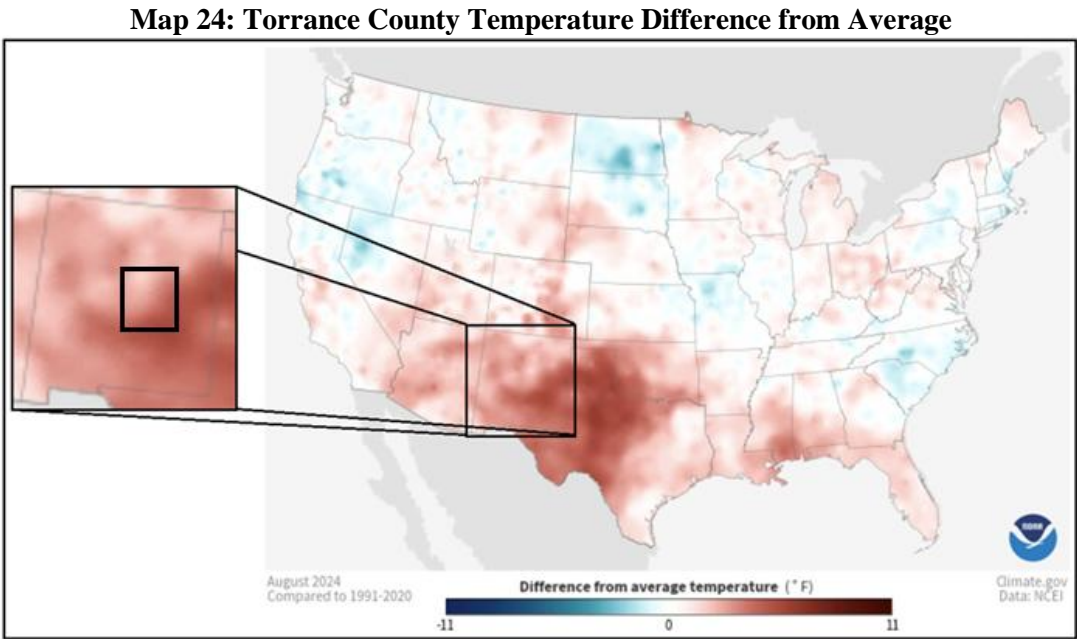 Map 24: Torrance County Temperature Difference from Average
NOAA
August 2024
Compared to 1991-2020
Difference from average temperature (°F)
-11 0 11
Climate.gov
Data: NCEI